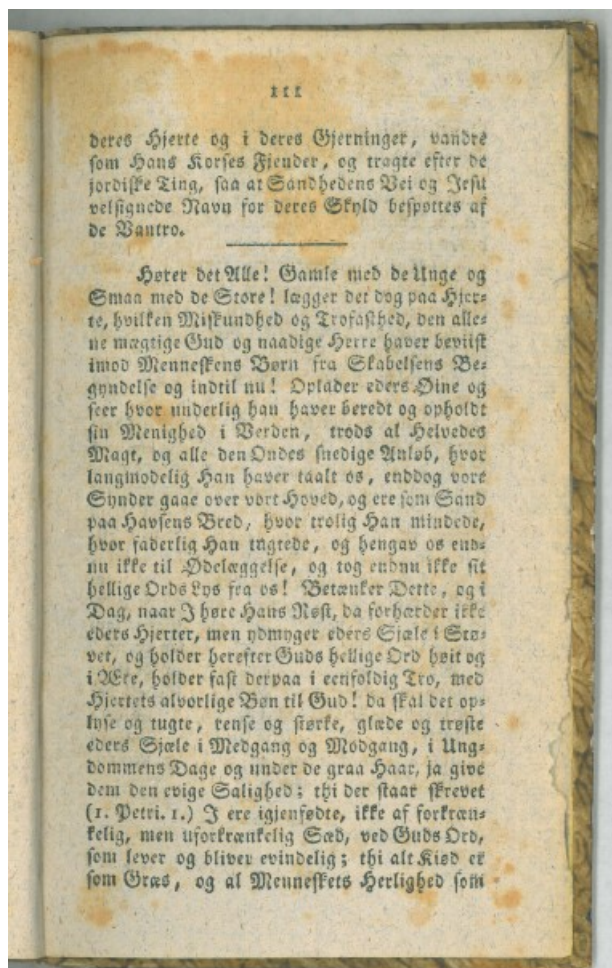 111
deres Hjerte og i deres Gjerninger, vandre
som Hans Korses Fjender, og tragte efter de
jordiske Ting, saa at Sandhedens Vei og Jesu
velsignede Navn for deres Skyld bespottes af
de Vantro.
Hører det Alle! Gamle med de Unge og
Smaa med de Store! lægger det dog paa Hjer-
te, hvilken Miskundhed og Trofasthed, den alle-
ne mægtige Gud og naadige Herre haver beviist
imod Menneskens Børn fra Skabelsens Be-
gyndelse og indtil nu! Oplader eders Øine og
seer hvor underlig han haver beredt og opholdt
sin Menighed i Verden, trods al Helvedes
Magt, og alle den Ondes snedige Anløb, hvor
langmodelig Han haver taalt os, enddog vore
Synder gaae over vort Hoved, og ere som Sand
paa Havsens Bred, hvor trolig Han mindede,
hvor faderlig Han tugtede, og hengav os end-
nu ikke til Ødelæggelse, og tog endnu ikke sit
hellige Ords Lys fra os! Betænker Dette, og i
Dag, naar I høre Hans Røst, da forhærder ikke
eders Hjerter, men ydmyger eders Sjæle i Stø-
vet, og holder herefter Guds hellige Ord høit og
i Ære, holder fast derpaa i eenfoldig Tro, med
Hjertets alvorlige Bøn til Gud! da skal det op-
lyse og tugte, rense og styrke, glæde og trøste
eders Sjæle i Medgang og Modgang, i Ung-
dommens Dage og under de graa Haar, ja give
dem den evige Salighed; thi der staar skrevet
(1. Petri. 1.) I ere igjenfødte, ikke af forkræn-
kelig, men uforkrænkelig Sæd, ved Guds Ord,
som lever og bliver evindelig; thi alt Kiød er
som Græs, og al Menneskets Herlighed som